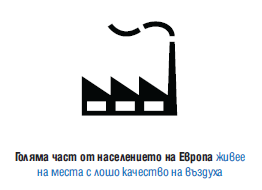 Голяма част от населението на Европа живее
на места с лошо качество на въздуха